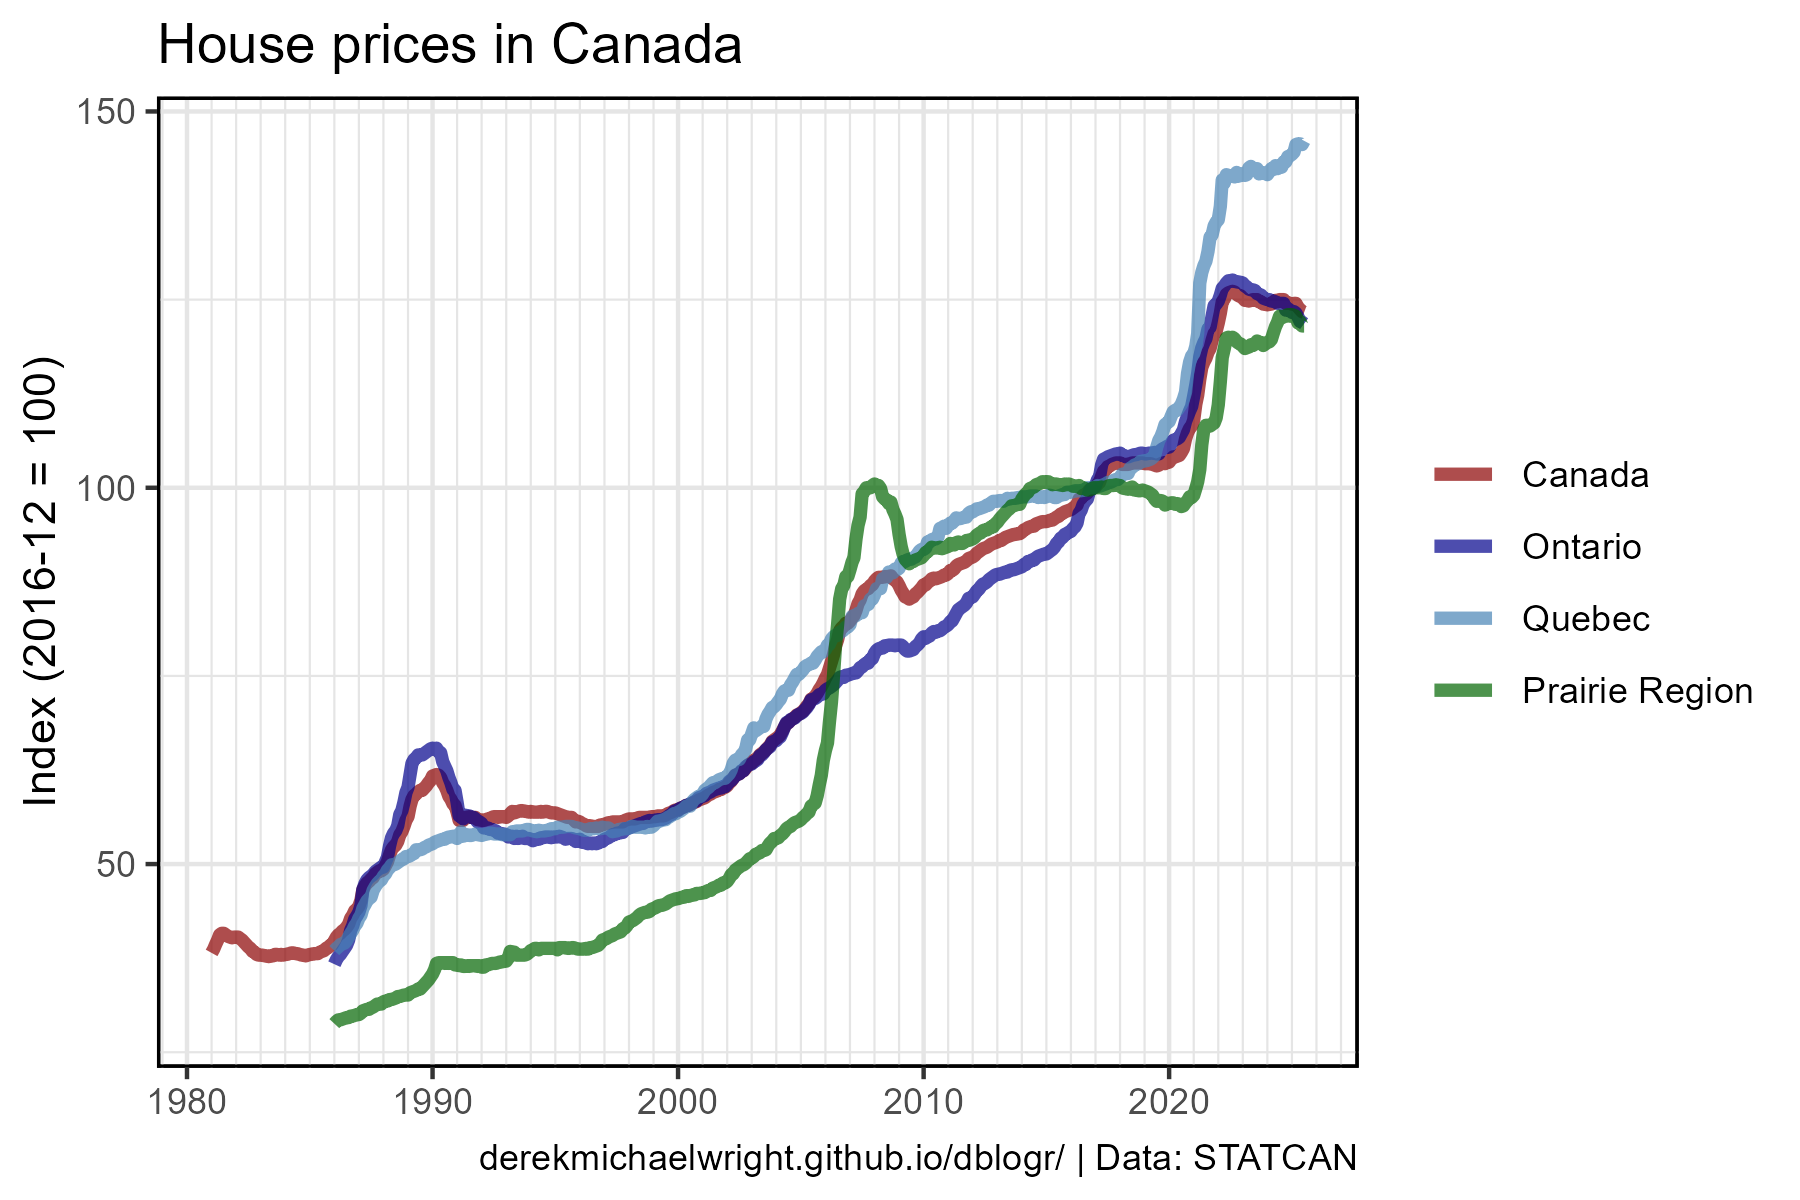 House prices in Canada
Index (2016-12 = 100)
150
100
50
1980
1990
2000
2010
2020
Canada
Ontario
Quebec
Prairie Region
derekmichaelwright.github.io/dblogr/ | Data: STATCAN